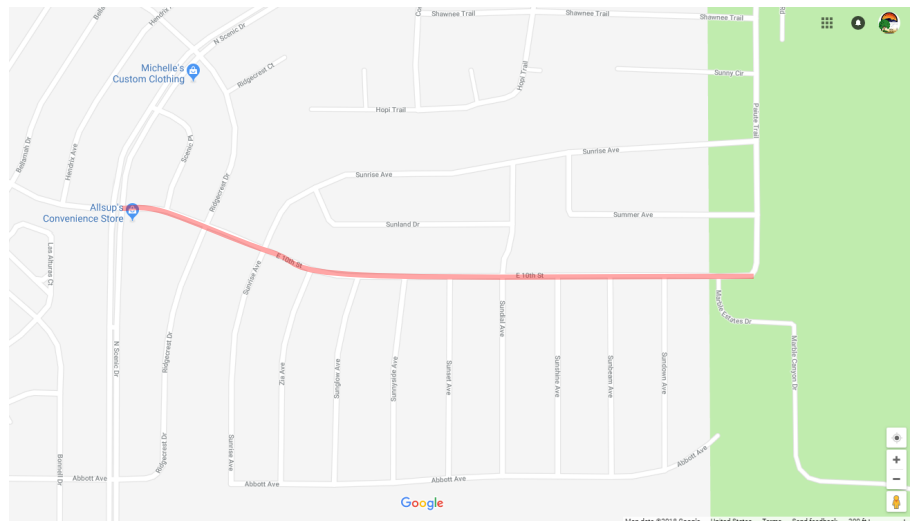 Shawnee Trail
Shawnee Trail
Shawnee Trail
N Scenic Dr
Michelle's
Custom Clothing
Ridgecrest Ct
Sunny Cir
Hopi Trail
Hopi Trail
Paiute Trail
Bellamah Dr
Hendrix Ave
Scenic Pl
Sunrise Ave
Sunrise Ave
Ridgecrest Dr
Allsup's
Convenience Store
Summer Ave
Sunland Dr
Las Alturas Ct
Sunrise Ave
E 10th St
E 10th St
Marble Estates Dr
Sundial Ave
N Scenic Dr
Ridgecrest Dr
Zia Ave
Sunglow Ave
Sunnyside Ave
Sunset Ave
Sunshine Ave
Sunbeam Ave
Sundown Ave
Marble Canyon Dr
Bonnell Dr
Ridgecrest Dr
Sunrise Ave
Abbott Ave
Abbott Ave
Abbott Ave
Abbott Ave
Google